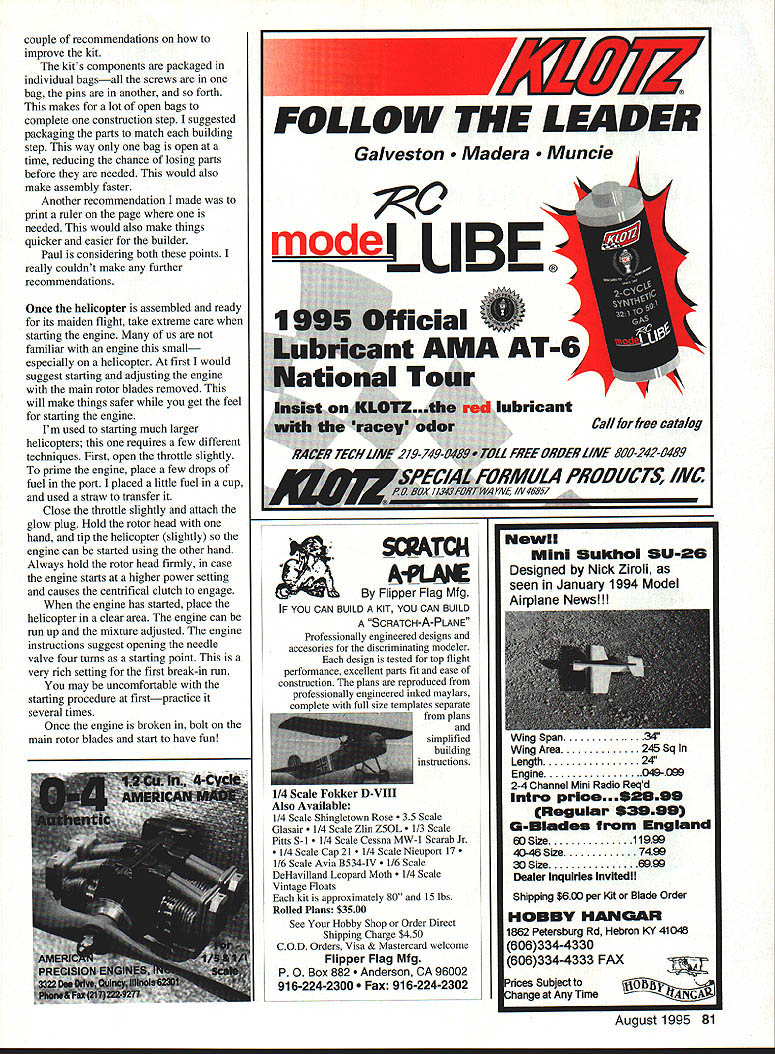 couple of recommendations on how to
improve the kit.
The kit's components are packaged in
individual bags—all the screws are in one
bag, the pins are in another, and so forth.
This makes for a lot of open bags to
complete one construction step. I suggested
packaging the parts to match each building
step. This way only one bag is open at a
time, reducing the chance of losing parts
before they are needed. This would also
make assembly faster.
Another recommendation I made was to
print a ruler on the page where one is
needed. This would also make things
quicker and easier for the builder.
Paul is considering both these points. I
really couldn't make any further
recommendations.
Once the helicopter is assembled and ready
for its maiden flight, take extreme care when
starting the engine. Many of us are not
familiar with an engine this small—
especially on a helicopter. At first I would
suggest starting and adjusting the engine
with the main rotor blades removed. This
will make things safer while you get the feel
for starting the engine.
I'm used to starting much larger
helicopters; this one requires a few different
techniques. First, open the throttle slightly.
To prime the engine, place a few drops of
fuel in the port. I placed a little fuel in a cup,
and used a straw to transfer it.
Close the throttle slightly and attach the
glow plug. Hold the rotor head with one
hand, and tip the helicopter (slightly) so the
engine can be started using the other hand.
Always hold the rotor head firmly, in case
the engine starts at a higher power setting
and causes the centrifical clutch to engage.
When the engine has started, place the
helicopter in a clear area. The engine can be
run up and the mixture adjusted. The engine
instructions suggest opening the needle
valve four turns as a starting point. This is a
very rich setting for the first break-in run.
You may be uncomfortable with the
starting procedure at first—practice it
several times.
Once the engine is broken in, bolt on the
main rotor blades and start to have fun!
0-4 1.2 Cu. In. 4-Cycle
AMERICAN MADE
Authentic
For
1/5 & 1/4
Scale
AMERICAN
PRECISION ENGINES, INC.
3322 Dee Drive, Quincy, Illinois 62301
Phone & Fax (217) 222-9277
KLOTZ®
FOLLOW THE LEADER
Galveston • Madera • Muncie
RC
modeLUBE®
KLOTZ
2-CYCLE
SYNTHETIC
32:1 TO 50:1
GAS
RC
modeLUBE
1995 Official
Lubricant AMA AT-6
National Tour
Insist on KLOTZ...the red lubricant
with the 'racey' odor
Call for free catalog
RACER TECH LINE 219-749-0489 • TOLL FREE ORDER LINE 800-242-0489
KLOTZ® SPECIAL FORMULA PRODUCTS, INC.
P.O. BOX 11343 FORT WAYNE, IN 46857
SCRATCH
A-PLANE
By Flipper Flag Mfg.
IF YOU CAN BUILD A KIT, YOU CAN BUILD
A "SCRATCH-A-PLANE"
Professionally engineered designs and
accesories for the discriminating modeler.
Each design is tested for top flight
performance, excellent parts fit and ease of
construction. The plans are reproduced from
professionally engineered inked maylars,
complete with full size templates separate
from plans
and
simplified
building
instructions.
1/4 Scale Fokker D-VIII
Also Available:
1/4 Scale Shingletown Rose • 3.5 Scale
Glasair • 1/4 Scale Zlin Z5OL • 1/3 Scale
Pitts S-1 • 1/4 Scale Cessna MW-1 Scarab Jr.
• 1/4 Scale Cap 21 • 1/4 Scale Nieuport 17 •
1/6 Scale Avia B534-IV • 1/6 Scale
DeHavilland Leopard Moth • 1/4 Scale
Vintage Floats
Each kit is approximately 80" and 15 lbs.
Rolled Plans: $35.00
See Your Hobby Shop or Order Direct
Shipping Charge $4.50
C.O.D. Orders, Visa & Mastercard welcome
Flipper Flag Mfg.
P. O. Box 882 • Anderson, CA 96002
916-224-2300 • Fax: 916-224-2302
New!!
Mini Sukhoi SU-26
Designed by Nick Ziroli, as
seen in January 1994 Model
Airplane News!!!
Wing Span..............34"
Wing Area..............245 Sq In
Length..............24"
Engine..............049-.099
2-4 Channel Mini Radio Req'd
Intro price...$28.99
(Regular $39.99)
G-Blades from England
60 Size..............119.99
40-46 Size..............74.99
30 Size..............69.99
Dealer Inquiries Invited!!
Shipping $6.00 per Kit or Blade Order
HOBBY HANGAR
1862 Petersburg Rd, Hebron KY 41048
(606)334-4330
(606)334-4333 FAX
Prices Subject to
Change at Any Time
HOBBY HANGAR
August 1995 81